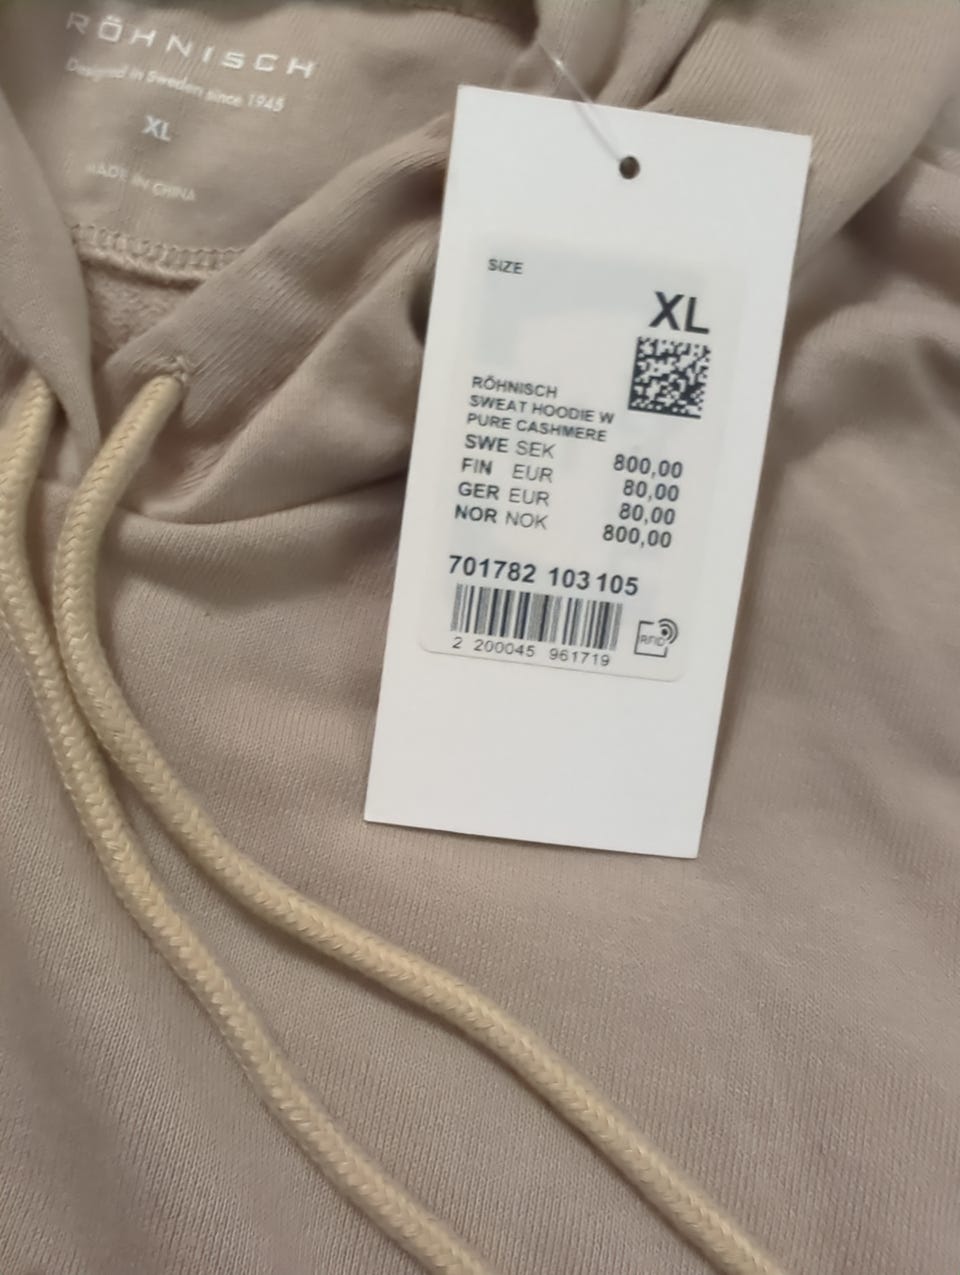 RÖHNISCH
Designed in Sweden since 1945
XL
MADE IN CHINA
SIZE
XL
RÖHNISCH
SWEAT HOODIE W
PURE CASHMERE
SWE SEK 800,00
FIN EUR 80,00
GER EUR 80,00
NOR NOK 800,00
701782 103 105
2 200045 961719
RFID